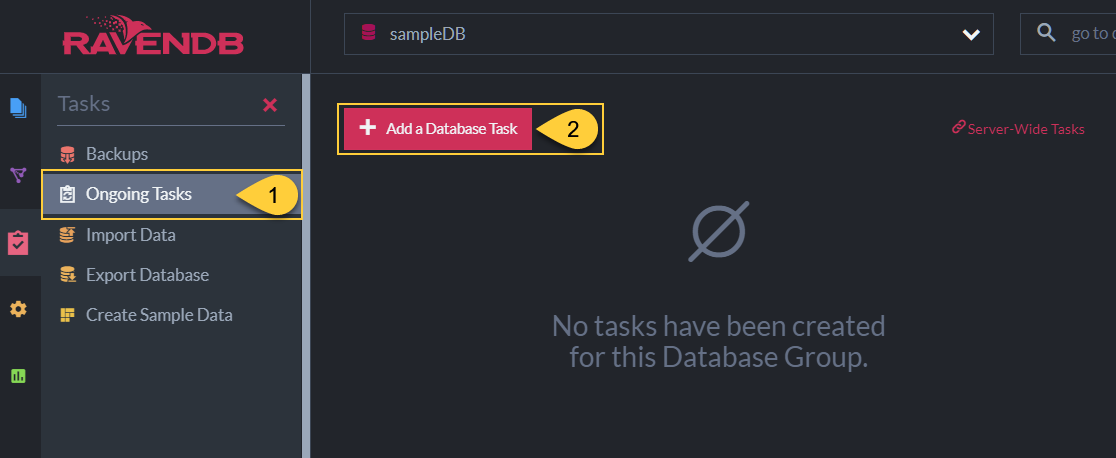 RAVENDB
sampleDB
go to d
Tasks
Backups
Ongoing Tasks
1
Import Data
Export Database
Create Sample Data
Add a Database Task
2
Server-Wide Tasks
No tasks have been created
for this Database Group.